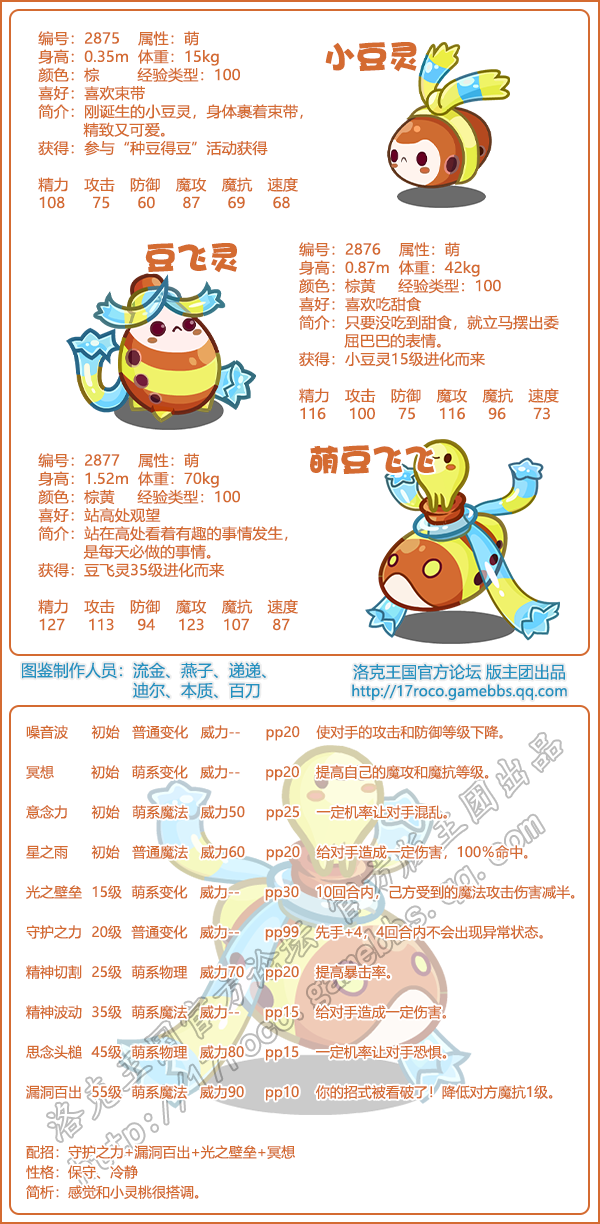 小豆灵
编号：2875 属性：萌
身高：0.35m 体重：15kg
颜色：棕 经验类型：100
喜好：喜欢束带
简介：刚诞生的小豆灵，身体裹着束带，
精致又可爱。
获得：参与“种豆得豆”活动获得
精力 攻击 防御 魔攻 魔抗 速度
108 75 60 87 69 68
豆飞灵
编号：2876 属性：萌
身高：0.87m 体重：42kg
颜色：棕黄 经验类型：100
喜好：喜欢吃甜食
简介：只要没吃到甜食，就立马摆出委
屈巴巴的表情。
获得：小豆灵15级进化而来
精力 攻击 防御 魔攻 魔抗 速度
116 100 75 116 96 73
萌豆飞飞
编号：2877 属性：萌
身高：1.52m 体重：70kg
颜色：棕黄 经验类型：100
喜好：站高处观望
简介：站在高处看着有趣的事情发生，
是每天必做的事情。
获得：豆飞灵35级进化而来
精力 攻击 防御 魔攻 魔抗 速度
127 113 94 123 107 87
图鉴制作人员：流金、燕子、递递、
迪尔、本质、百刀
洛克王国官方论坛 版主团出品
http://17roco.gamebbs.qq.com
噪音波 初始 普通变化 威力-- pp20 使对手的攻击和防御等级下降。
冥想 初始 萌系变化 威力-- pp20 提高自己的魔攻和魔抗等级。
意念力 初始 萌系魔法 威力50 pp25 一定机率让对手混乱。
星之雨 初始 普通魔法 威力60 pp20 给对手造成一定伤害，100%命中。
光之壁垒 15级 萌系变化 威力-- pp30 10回合内，己方受到的魔法攻击伤害减半。
守护之力 20级 普通变化 威力-- pp99 先手+4，4回合内不会出现异常状态。
精神切割 25级 萌系物理 威力70 pp20 提高暴击率。
精神波动 35级 萌系魔法 威力-- pp15 给对手造成一定伤害。
思念头槌 45级 萌系物理 威力80 pp15 一定机率让对手恐惧。
漏洞百出 55级 萌系魔法 威力90 pp10 你的招式被看破了！降低对方魔抗1级。
配招：守护之力+漏洞百出+光之壁垒+冥想
性格：保守、冷静
简析：感觉和小灵桃很搭调。
洛克王国官方论坛 官方版主团出品
http://17roco.gamebbs.qq.com